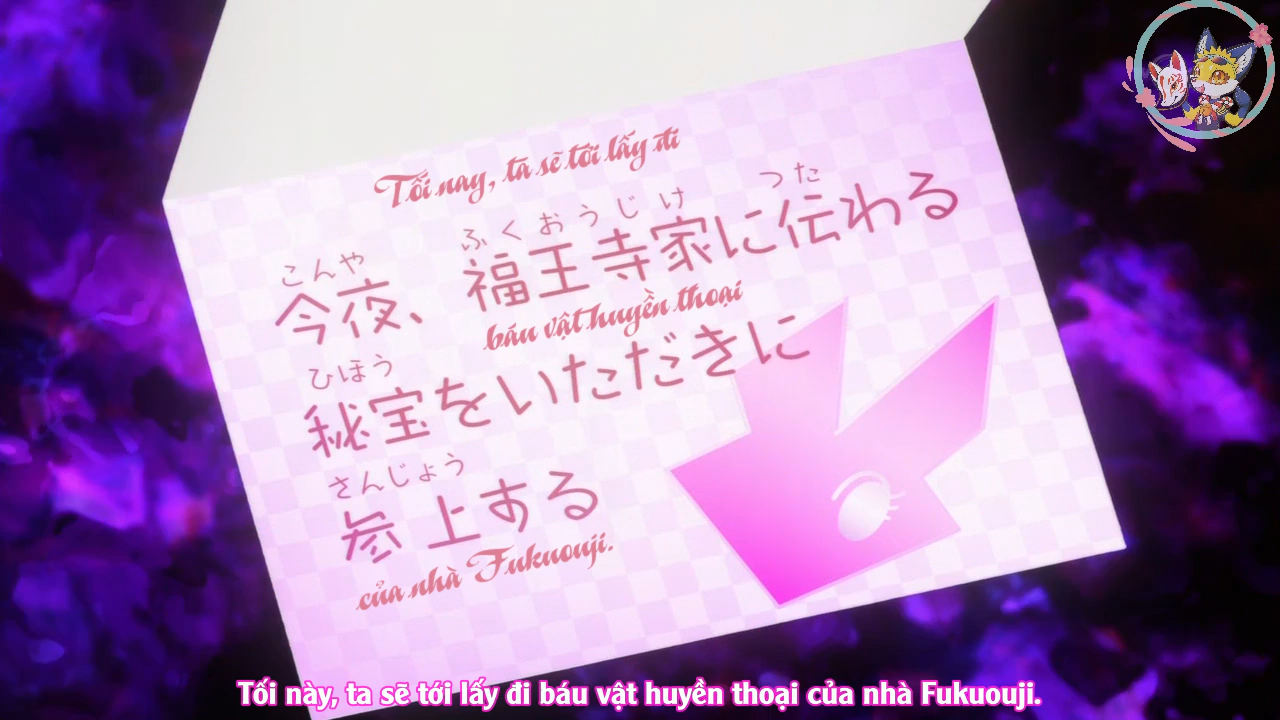 Tối nay, ta sẽ tới lấy đi
こんや ふくおうじけ つた
今夜、福王寺家に伝わる
báu vật huyền thoại
ひほう
秘宝をいただきに
さんじょう
参上する
của nhà Fukuouji.
Tối này, ta sẽ tới lấy đi báu vật huyền thoại của nhà Fukuouji.